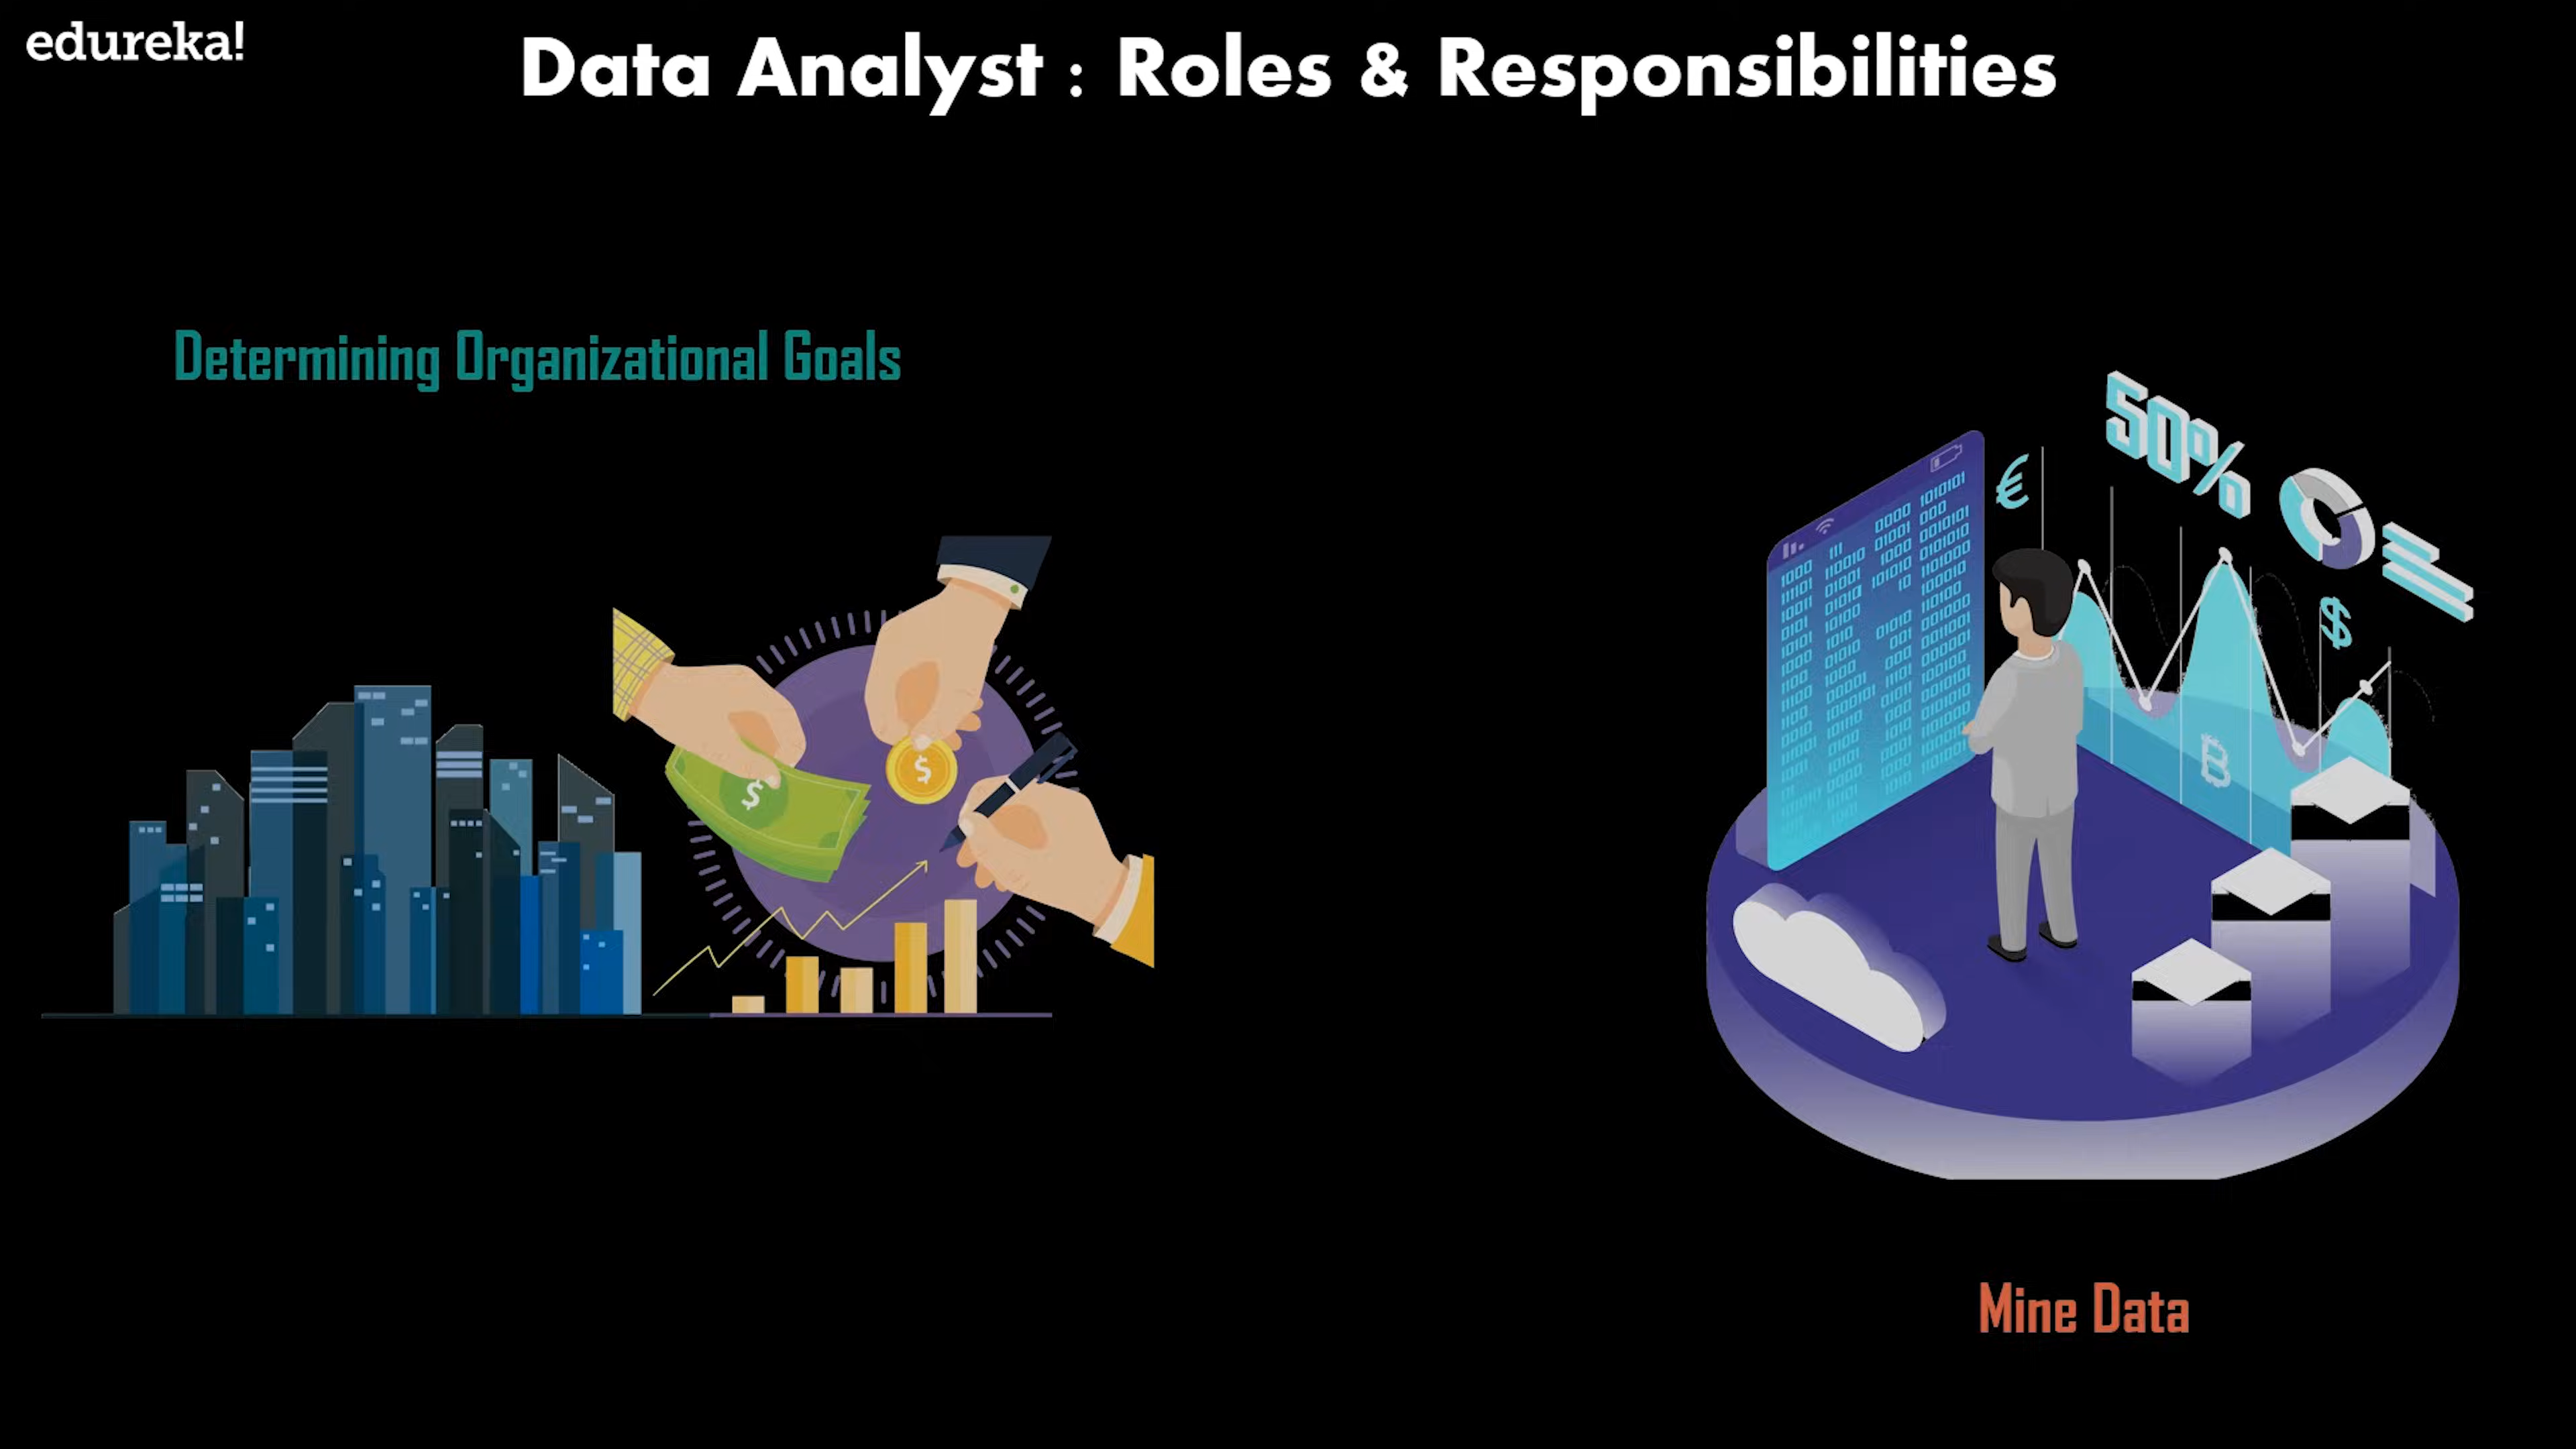 edureka!
Data Analyst : Roles & Responsibilities
Determining Organizational Goals
50%
€
$
$
$
Mine Data